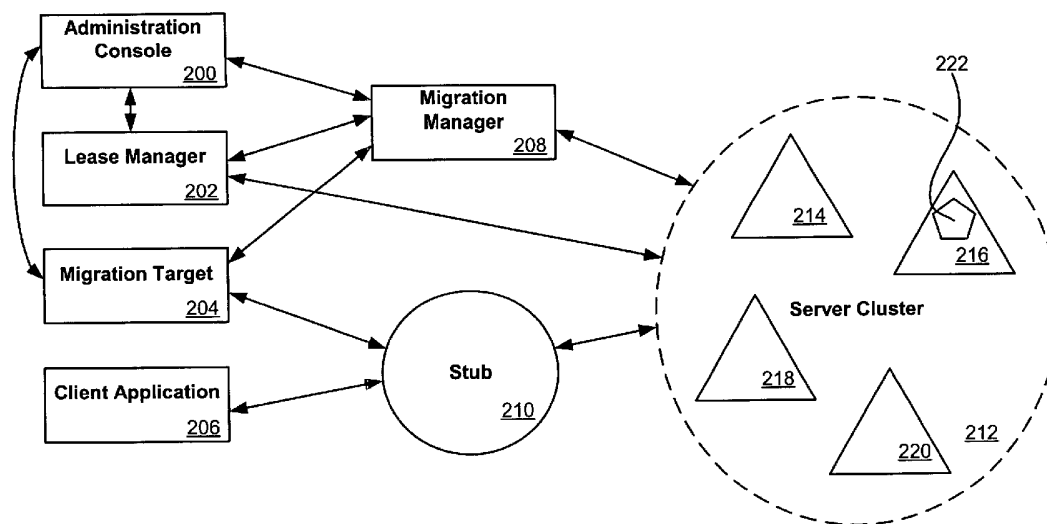 Administration
Console
200
222
Migration
Manager
208
Lease Manager
202
214
216
Migration Target
204
Server Cluster
Stub
210
218
Client Application
206
220
212